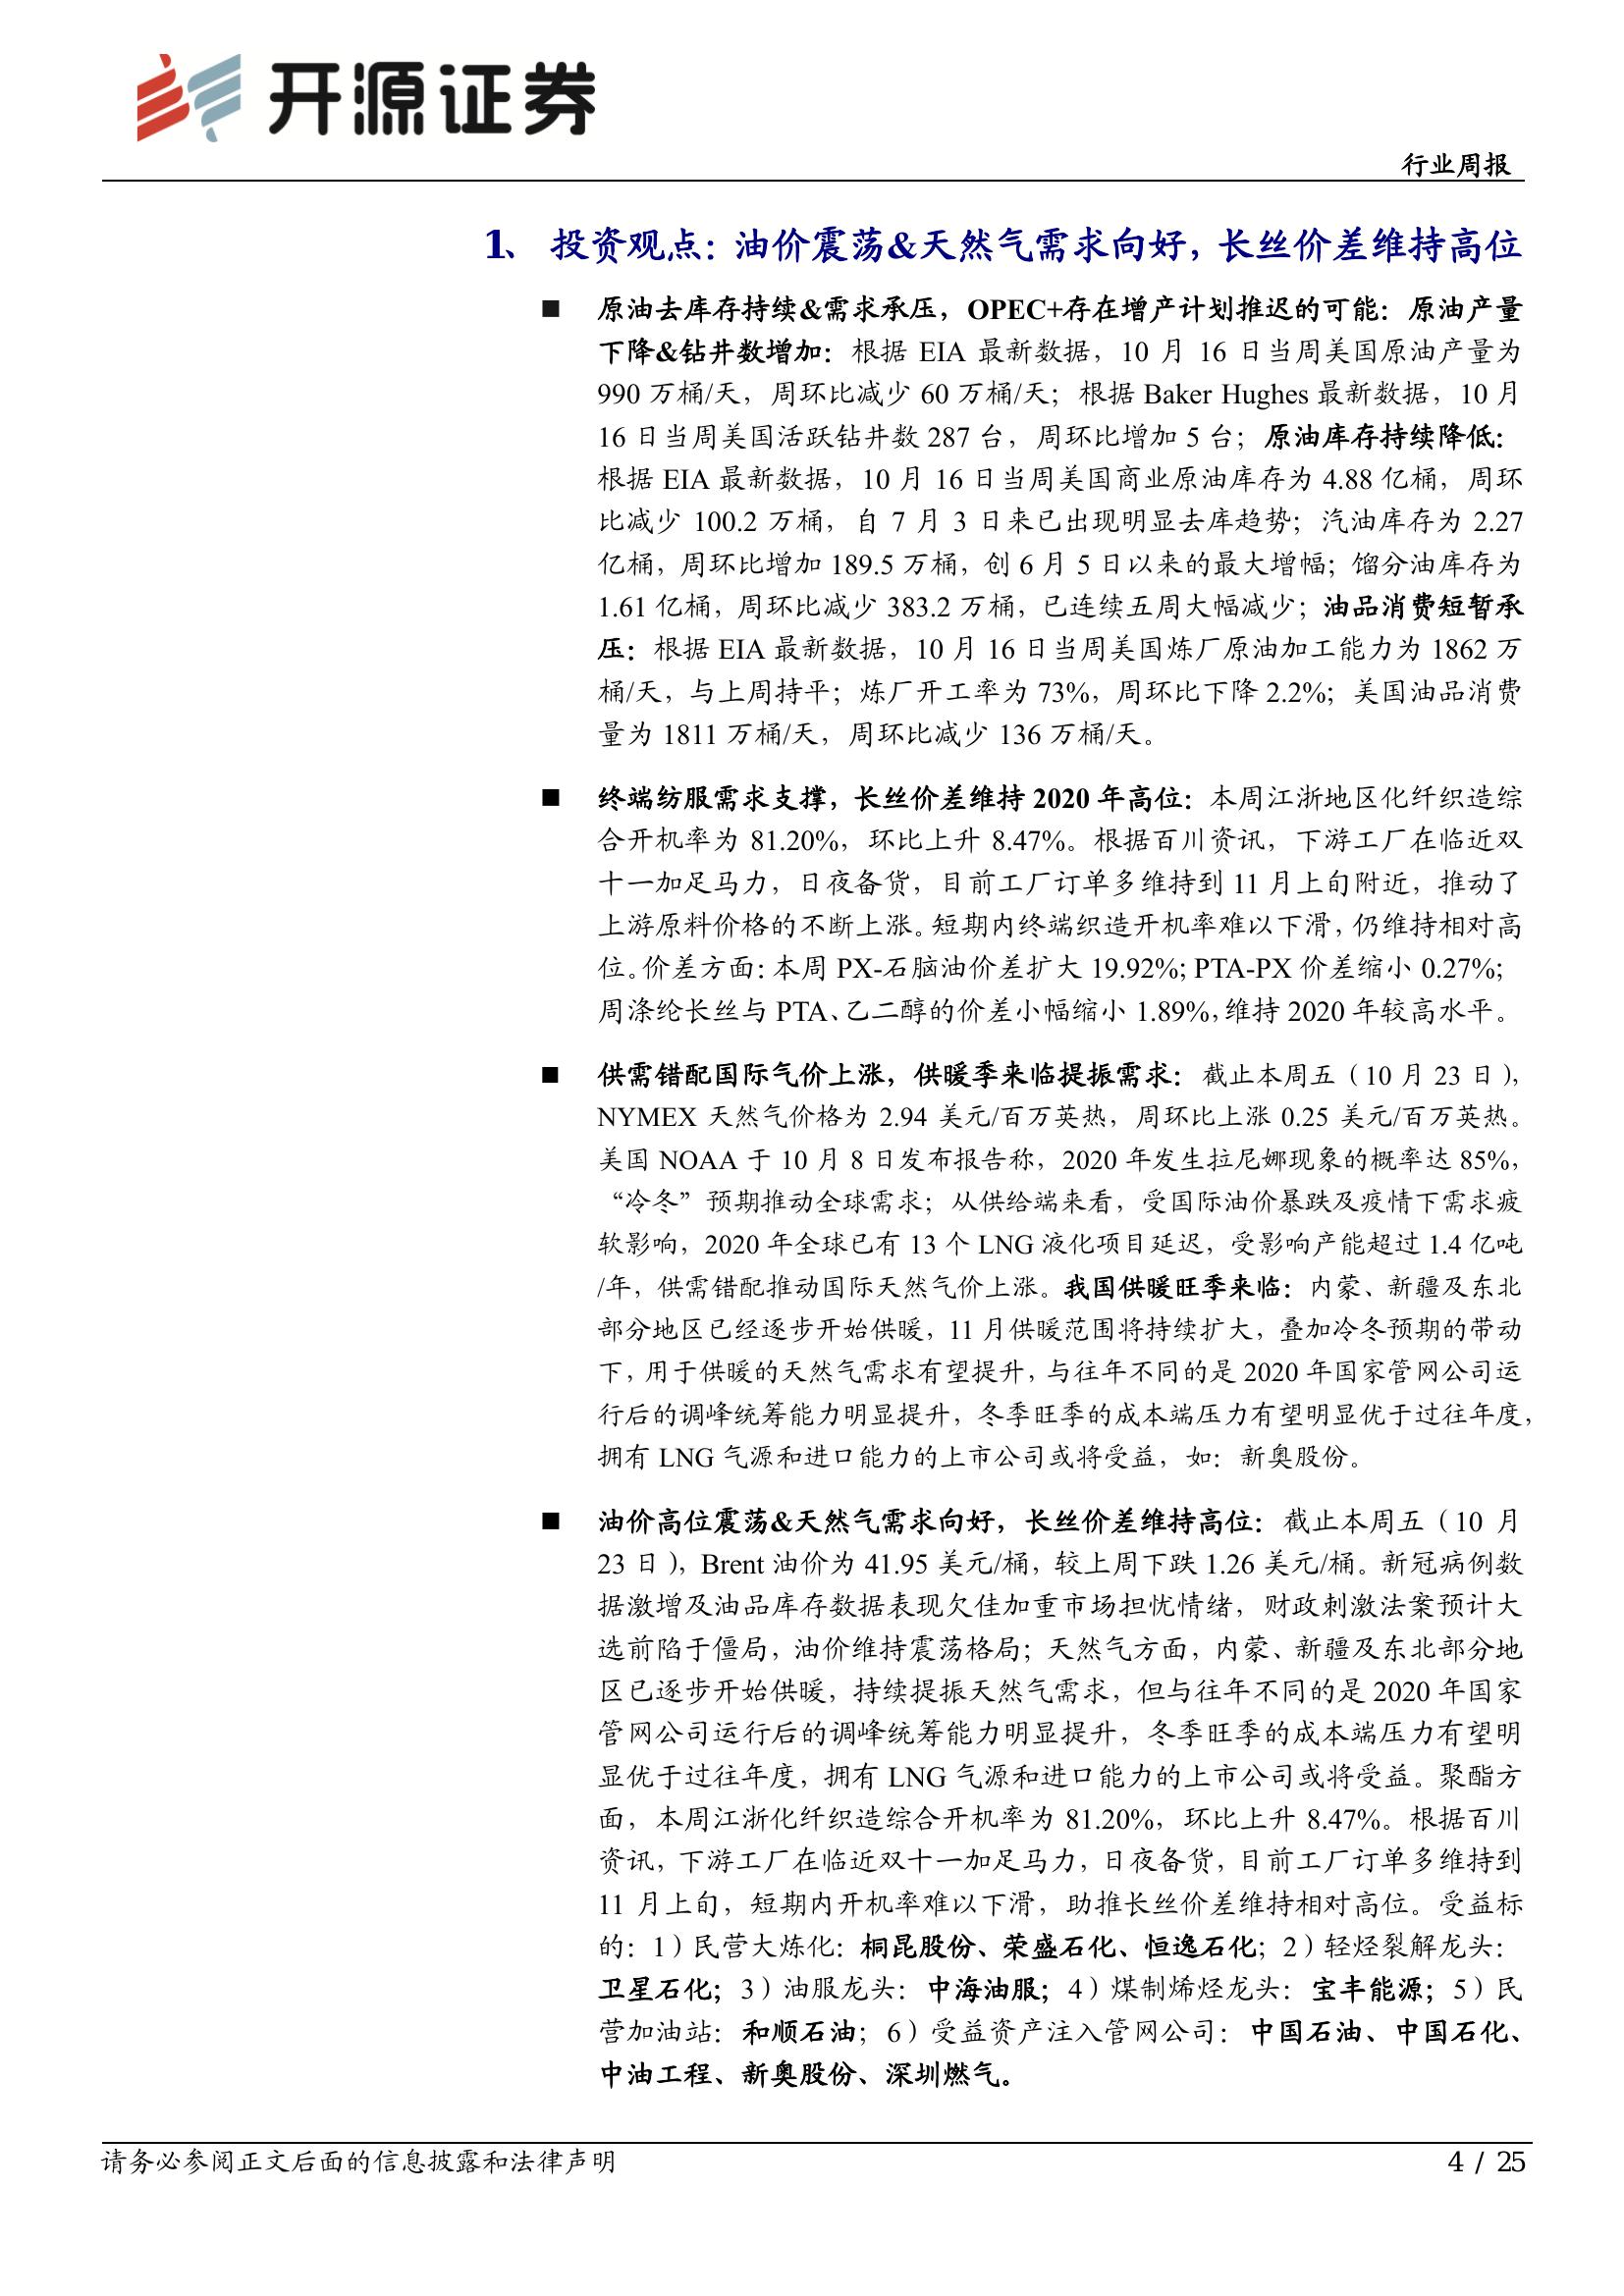 开源证券
行业周报
1、 投资观点：油价震荡&天然气需求向好，长丝价差维持高位
■ 原油去库存持续&需求承压，OPEC+存在增产计划推迟的可能：原油产量
下降&钻井数增加：根据 EIA 最新数据，10 月 16 日当周美国原油产量为
990 万桶/天，周环比减少 60 万桶/天；根据 Baker Hughes 最新数据，10 月
16 日当周美国活跃钻井数 287 台，周环比增加 5 台；原油库存持续降低：
根据 EIA 最新数据，10 月 16 日当周美国商业原油库存为 4.88 亿桶，周环
比减少 100.2 万桶，自 7 月 3 日来已出现明显去库趋势；汽油库存为 2.27
亿桶，周环比增加 189.5 万桶，创 6 月 5 日以来的最大增幅；馏分油库存为
1.61 亿桶，周环比减少 383.2 万桶，已连续五周大幅减少；油品消费短暂承
压：根据 EIA 最新数据，10 月 16 日当周美国炼厂原油加工能力为 1862 万
桶/天，与上周持平；炼厂开工率为 73%，周环比下降 2.2%；美国油品消费
量为 1811 万桶/天，周环比减少 136 万桶/天。
■ 终端纺服需求支撑，长丝价差维持 2020 年高位：本周江浙地区化纤织造综
合开机率为 81.20%，环比上升 8.47%。根据百川资讯，下游工厂在临近双
十一加足马力，日夜备货，目前工厂订单多维持到 11 月上旬附近，推动了
上游原料价格的不断上涨。短期内终端织造开机率难以下滑，仍维持相对高
位。价差方面：本周 PX-石脑油价差扩大 19.92%；PTA-PX 价差缩小 0.27%；
周涤纶长丝与 PTA、乙二醇的价差小幅缩小 1.89%，维持 2020 年较高水平。
■ 供需错配国际气价上涨，供暖季来临提振需求：截止本周五（10 月 23 日），
NYMEX 天然气价格为 2.94 美元/百万英热，周环比上涨 0.25 美元/百万英热。
美国 NOAA 于 10 月 8 日发布报告称，2020 年发生拉尼娜现象的概率达 85%，
“冷冬”预期推动全球需求；从供给端来看，受国际油价暴跌及疫情下需求疲
软影响，2020 年全球已有 13 个 LNG 液化项目延迟，受影响产能超过 1.4 亿吨
/年，供需错配推动国际天然气价上涨。我国供暖旺季来临：内蒙、新疆及东北
部分地区已经逐步开始供暖，11 月供暖范围将持续扩大，叠加冷冬预期的带动
下，用于供暖的天然气需求有望提升，与往年不同的是 2020 年国家管网公司运
行后的调峰统筹能力明显提升，冬季旺季的成本端压力有望明显优于过往年度，
拥有 LNG 气源和进口能力的上市公司或将受益，如：新奥股份。
■ 油价高位震荡&天然气需求向好，长丝价差维持高位：截止本周五（10 月
23 日），Brent 油价为 41.95 美元/桶，较上周下跌 1.26 美元/桶。新冠病例数
据激增及油品库存数据表现欠佳加重市场担忧情绪，财政刺激法案预计大
选前陷于僵局，油价维持震荡格局；天然气方面，内蒙、新疆及东北部分地
区已逐步开始供暖，持续提振天然气需求，但与往年不同的是 2020 年国家
管网公司运行后的调峰统筹能力明显提升，冬季旺季的成本端压力有望明
显优于过往年度，拥有 LNG 气源和进口能力的上市公司或将受益。聚酯方
面，本周江浙化纤织造综合开机率为 81.20%，环比上升 8.47%。根据百川
资讯，下游工厂在临近双十一加足马力，日夜备货，目前工厂订单多维持到
11 月上旬，短期内开机率难以下滑，助推长丝价差维持相对高位。受益标
的：1）民营大炼化：桐昆股份、荣盛石化、恒逸石化；2）轻烃裂解龙头：
卫星石化；3）油服龙头：中海油服；4）煤制烯烃龙头：宝丰能源；5）民
营加油站：和顺石油；6）受益资产注入管网公司：中国石油、中国石化、
中油工程、新奥股份、深圳燃气。
请务必参阅正文后面的信息披露和法律声明
4 / 25